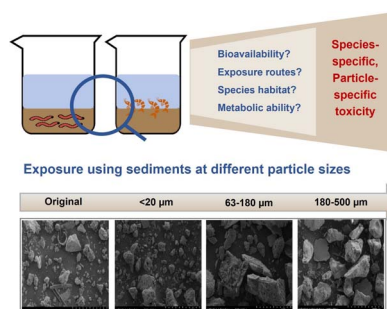 Bioavailability?
Exposure routes?
Species habitat?
Metabolic ability?
Species-
specific,
Particle-
specific
toxicity
Exposure using sediments at different particle sizes
Original <20 µm 63-180 µm 180-500 µm